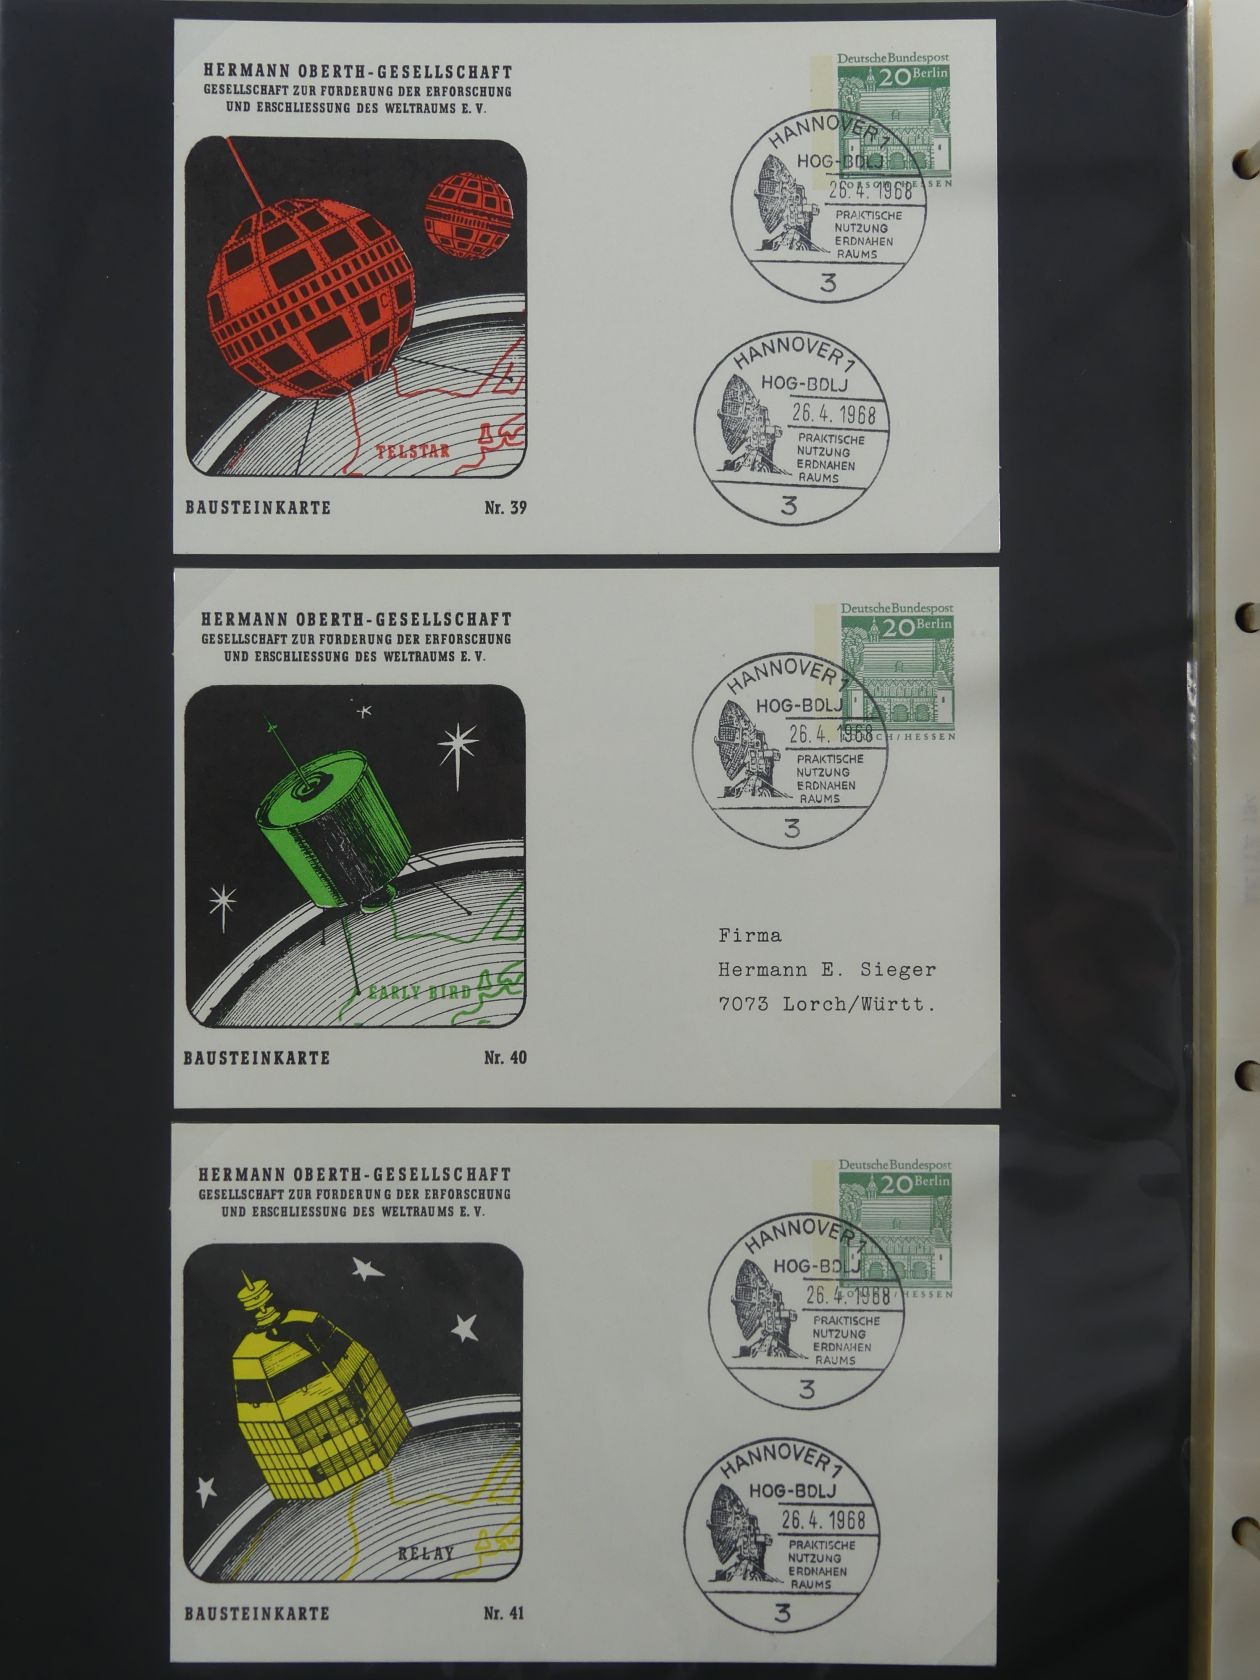 HERMANN OBERTH-GESELLSCHAFT
GESELLSCHAFT ZUR FÖRDERUNG DER ERFORSCHUNG
UND ERSCHLIESSUNG DES WELTRAUMS E. V.
Deutsche Bundespost
20 Berlin
HANNOVER 1
HOG-BDLJ
26.4.1968
PRAKTISCHE
NUTZUNG
ERDNAHEN
RAUMS
3
C
TELSTAR
HANNOVER 1
HOG-BDLJ
26.4.1968
PRAKTISCHE
NUTZUNG
ERDNAHEN
RAUMS
3
BAUSTEINKARTE Nr. 39
HERMANN OBERTH-GESELLSCHAFT
GESELLSCHAFT ZUR FÖRDERUNG DER ERFORSCHUNG
UND ERSCHLIESSUNG DES WELTRAUMS E. V.
Deutsche Bundespost
20 Berlin
LORSCH/HESSEN
HANNOVER 1
HOG-BDLJ
26.4.1968
PRAKTISCHE
NUTZUNG
ERDNAHEN
RAUMS
3
EARLY BIRD
Firma
Hermann E. Sieger
7073 Lorch/Württ.
BAUSTEINKARTE Nr. 40
HERMANN OBERTH-GESELLSCHAFT
GESELLSCHAFT ZUR FÖRDERUNG DER ERFORSCHUNG
UND ERSCHLIESSUNG DES WELTRAUMS E. V.
Deutsche Bundespost
20 Berlin
LORSCH/HESSEN
HANNOVER 1
HOG-BDLJ
26.4.1968
PRAKTISCHE
NUTZUNG
ERDNAHEN
RAUMS
3
RELAY
HANNOVER 1
HOG-BDLJ
26.4.1968
PRAKTISCHE
NUTZUNG
ERDNAHEN
RAUMS
3
BAUSTEINKARTE Nr. 41